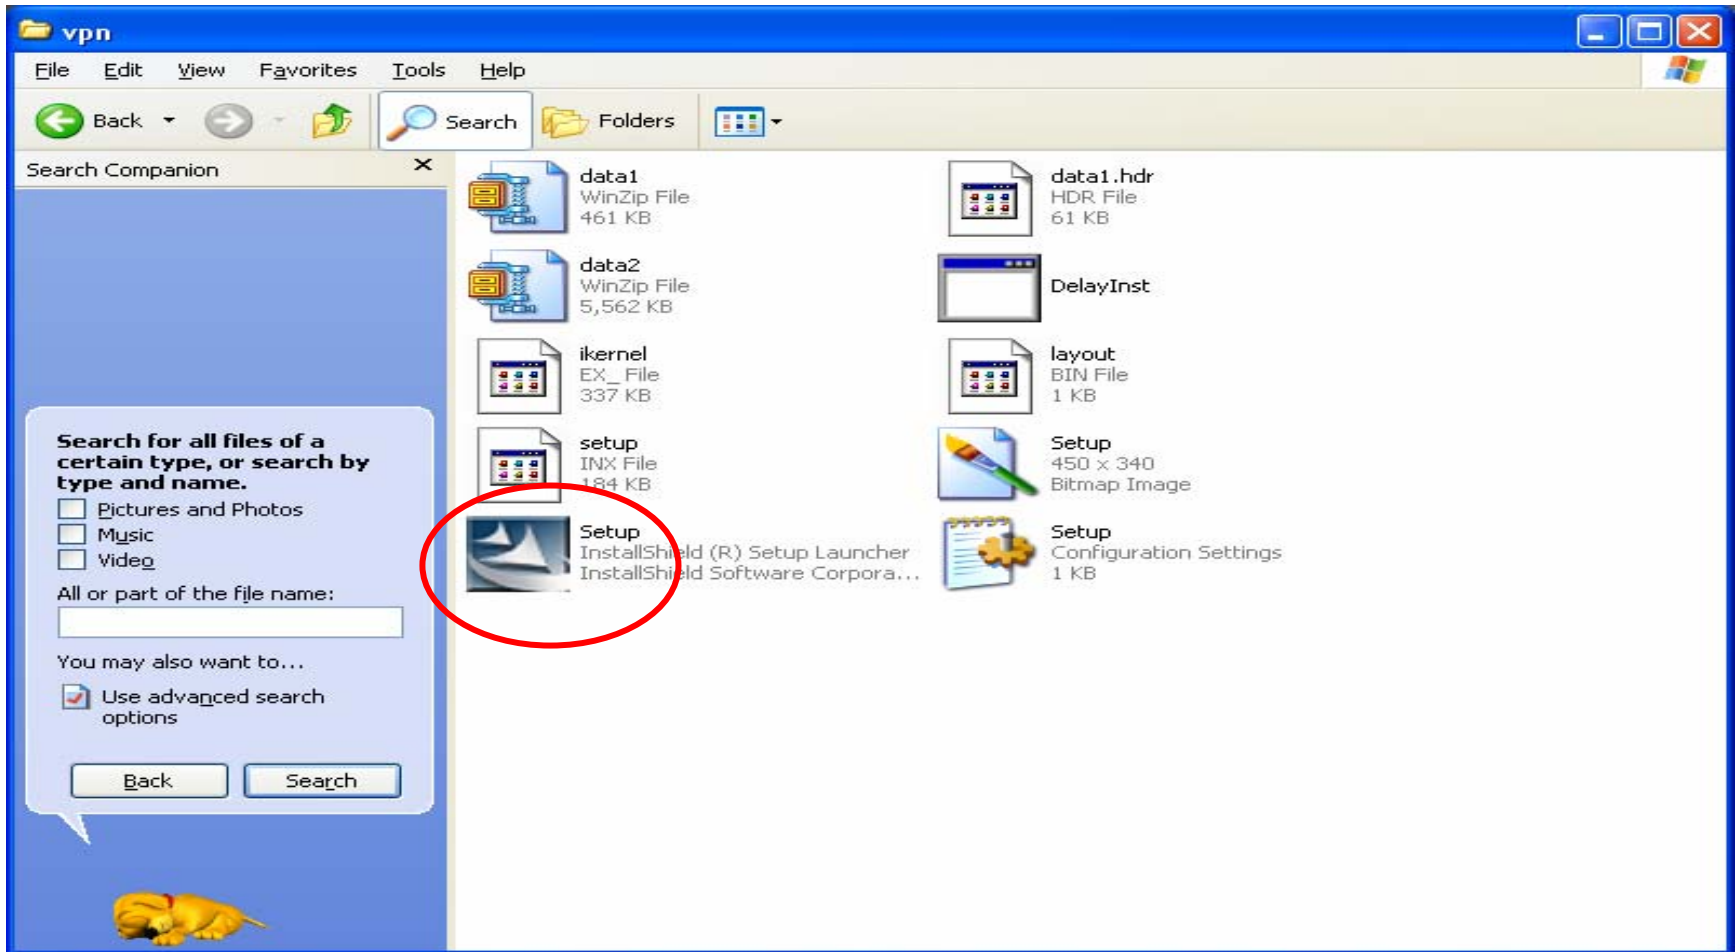 vpn
File Edit View Favorites Tools Help
Back Search Folders
Search Companion
Search for all files of a
certain type, or search by
type and name.
Pictures and Photos
Music
Video
All or part of the file name:
You may also want to...
Use advanced search
options
Back Search
data1
WinZip File
461 KB
data1.hdr
HDR File
61 KB
data2
WinZip File
5,562 KB
DelayInst
ikernel
EX_ File
337 KB
layout
BIN File
1 KB
setup
INX File
184 KB
Setup
450 x 340
Bitmap Image
Setup
InstallShield (R) Setup Launcher
InstallShield Software Corpora...
Setup
Configuration Settings
1 KB